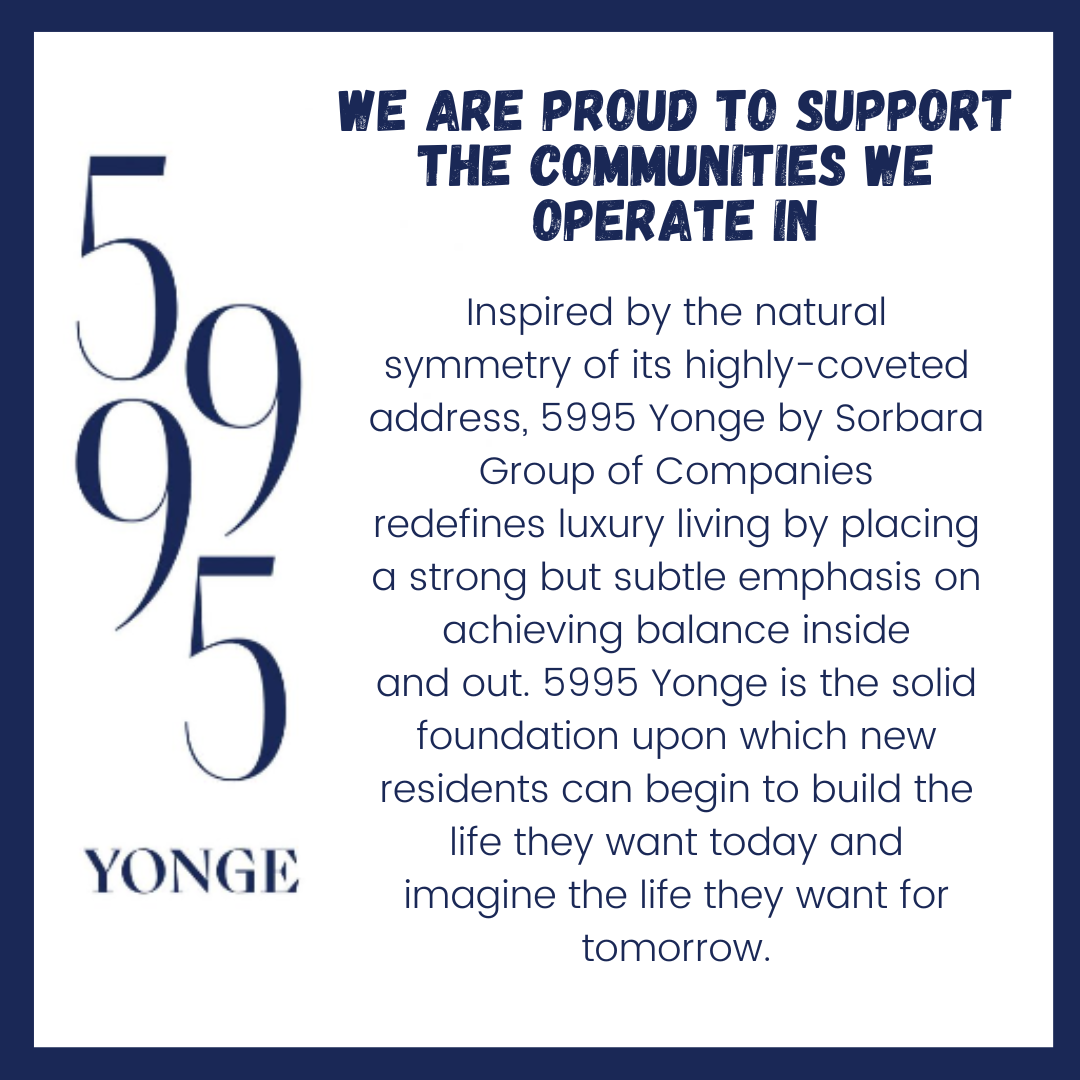 5
9
9
5
YONGE
WE ARE PROUD TO SUPPORT
THE COMMUNITIES WE
OPERATE IN
Inspired by the natural
symmetry of its highly-coveted
address, 5995 Yonge by Sorbara
Group of Companies
redefines luxury living by placing
a strong but subtle emphasis on
achieving balance inside
and out. 5995 Yonge is the solid
foundation upon which new
residents can begin to build the
life they want today and
imagine the life they want for
tomorrow.